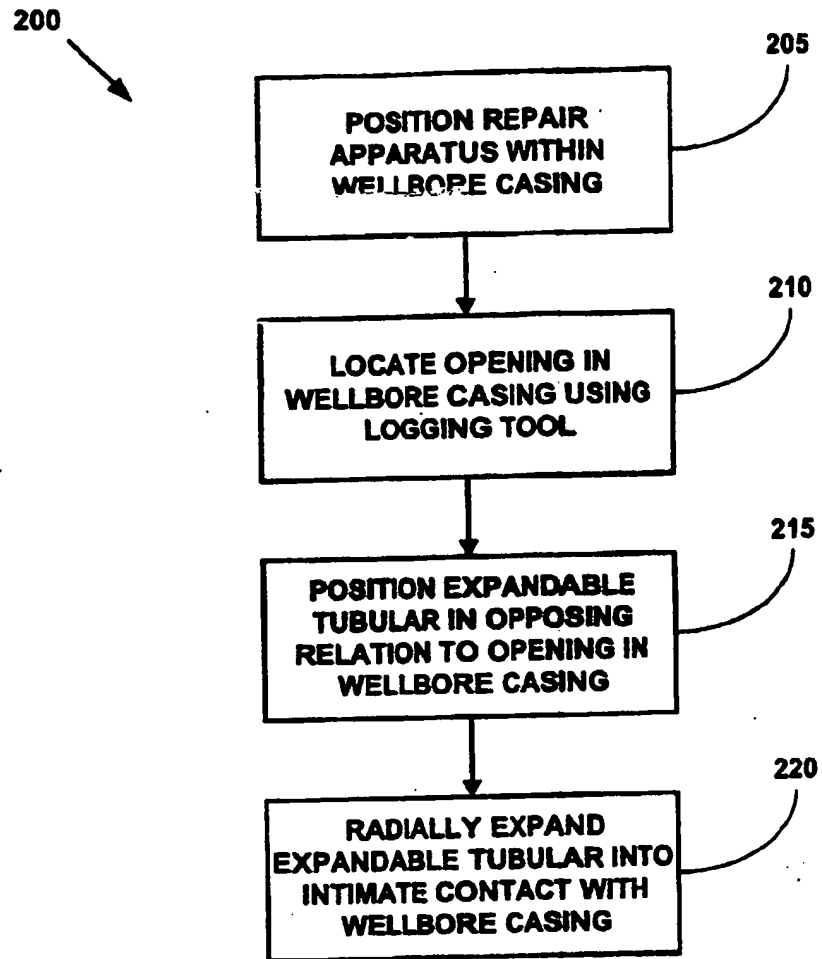 200
205
POSITION REPAIR
APPARATUS WITHIN
WELLBORE CASING
210
LOCATE OPENING IN
WELLBORE CASING USING
LOGGING TOOL
215
POSITION EXPANDABLE
TUBULAR IN OPPOSING
RELATION TO OPENING IN
WELLBORE CASING
220
RADIALLY EXPAND
EXPANDABLE TUBULAR INTO
INTIMATE CONTACT WITH
WELLBORE CASING